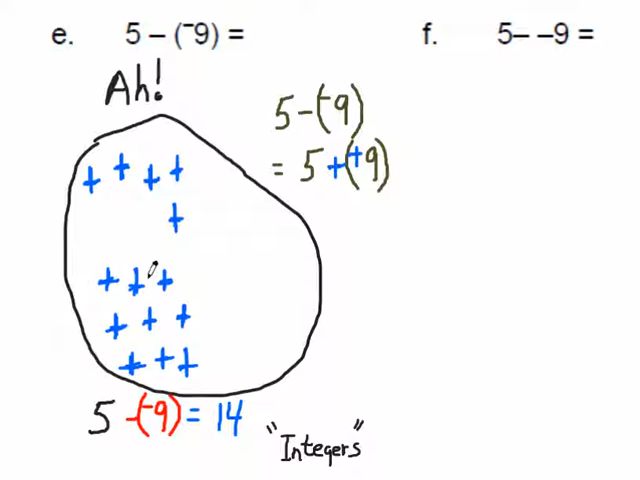 e. 5 – (⁻9) =
f. 5– –9 =
Ah!
5 – (⁻9)
= 5 + (⁺9)
+ + + +
+
+ + +
+ + +
+ + +
5 –(⁻9) = 14
"Integers"